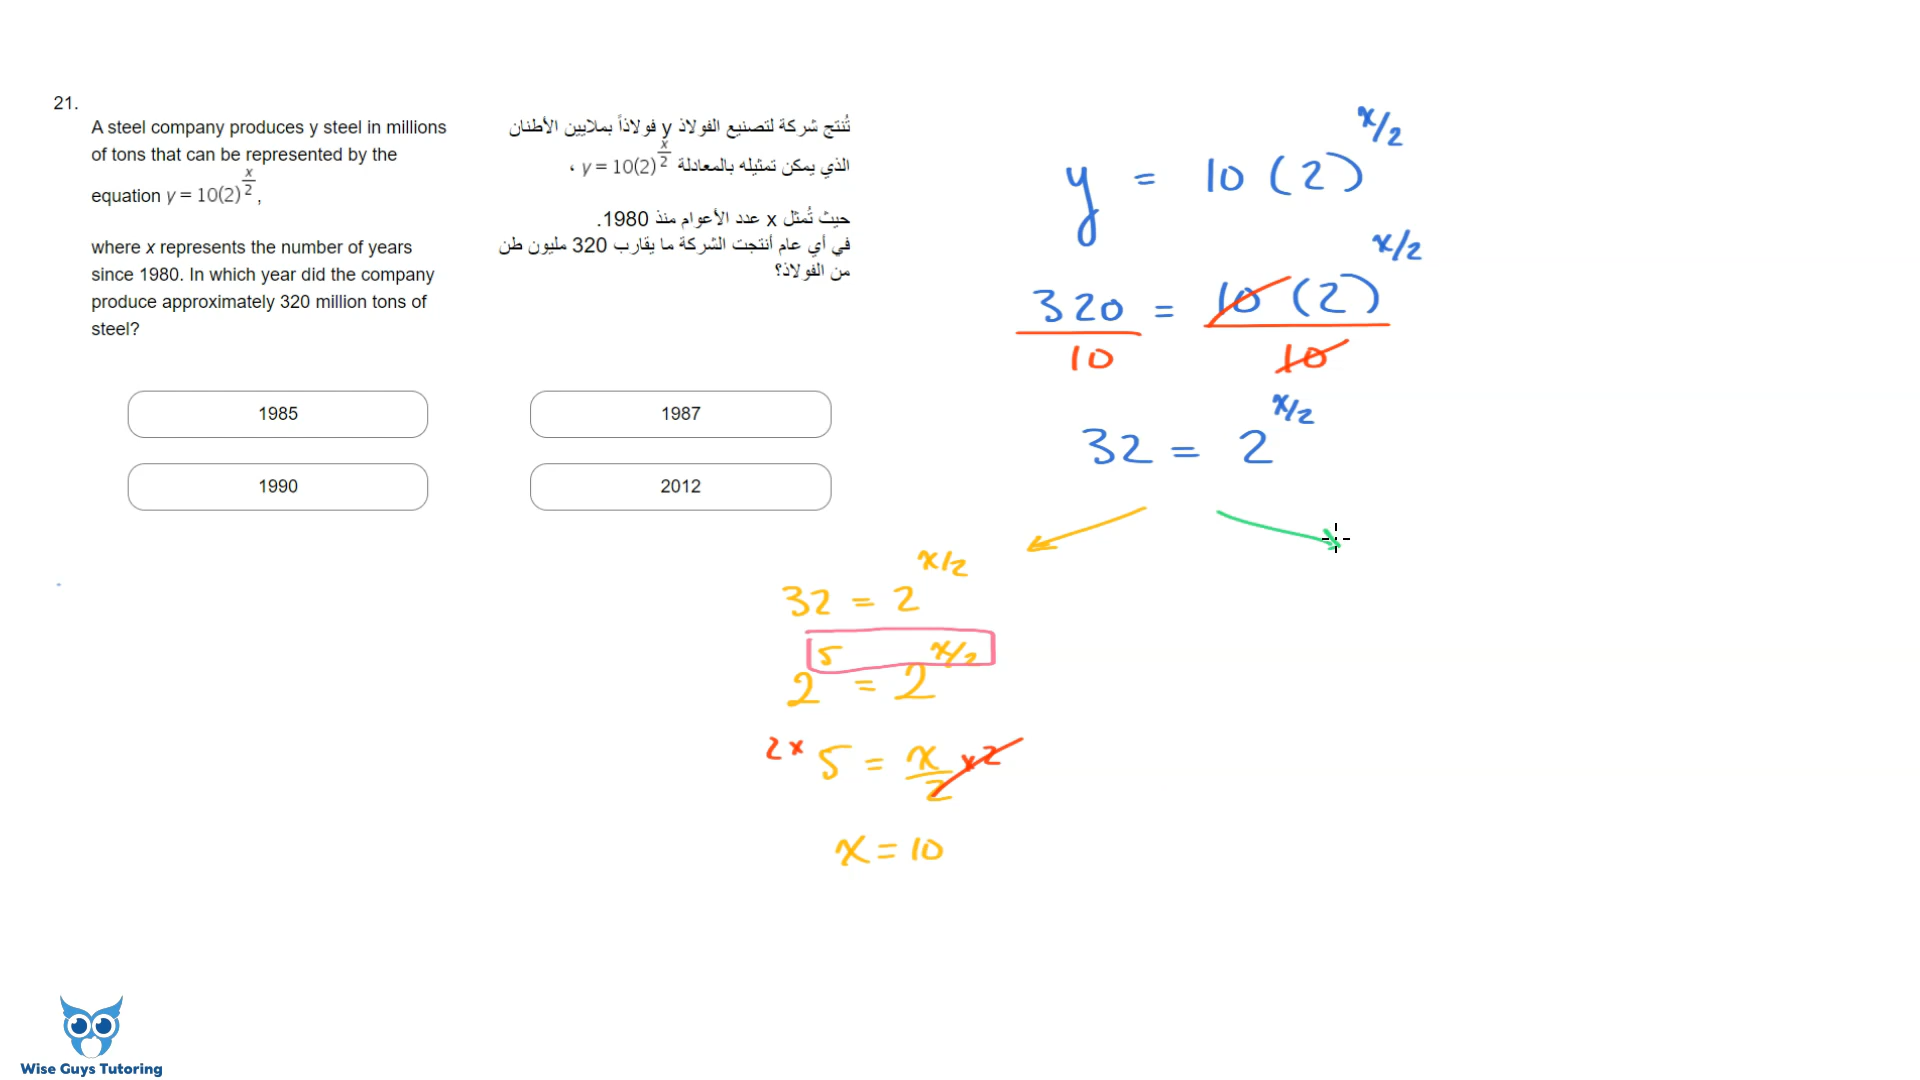 21.
A steel company produces y steel in millions
of tons that can be represented by the
equation y = 10(2)^{x/2},
where x represents the number of years
since 1980. In which year did the company
produce approximately 320 million tons of
steel?
تُنتج شركة لتصنيع الفولاذ y فولاذاً بملايين الأطنان
الذي يمكن تمثيله بالمعادلة y = 10(2)^{x/2} ،
حيث تُمثل x عدد الأعوام منذ 1980.
في أي عام أنتجت الشركة ما يقارب 320 مليون طن
من الفولاذ؟
1985
1987
1990
2012
y = 10 (2)^{x/2}
320 = 10 (2)^{x/2}
10 10
32 = 2^{x/2}
32 = 2^{x/2}
2^5 = 2^{x/2}
2 × 5 = x/2 × 2
x = 10
Wise Guys Tutoring